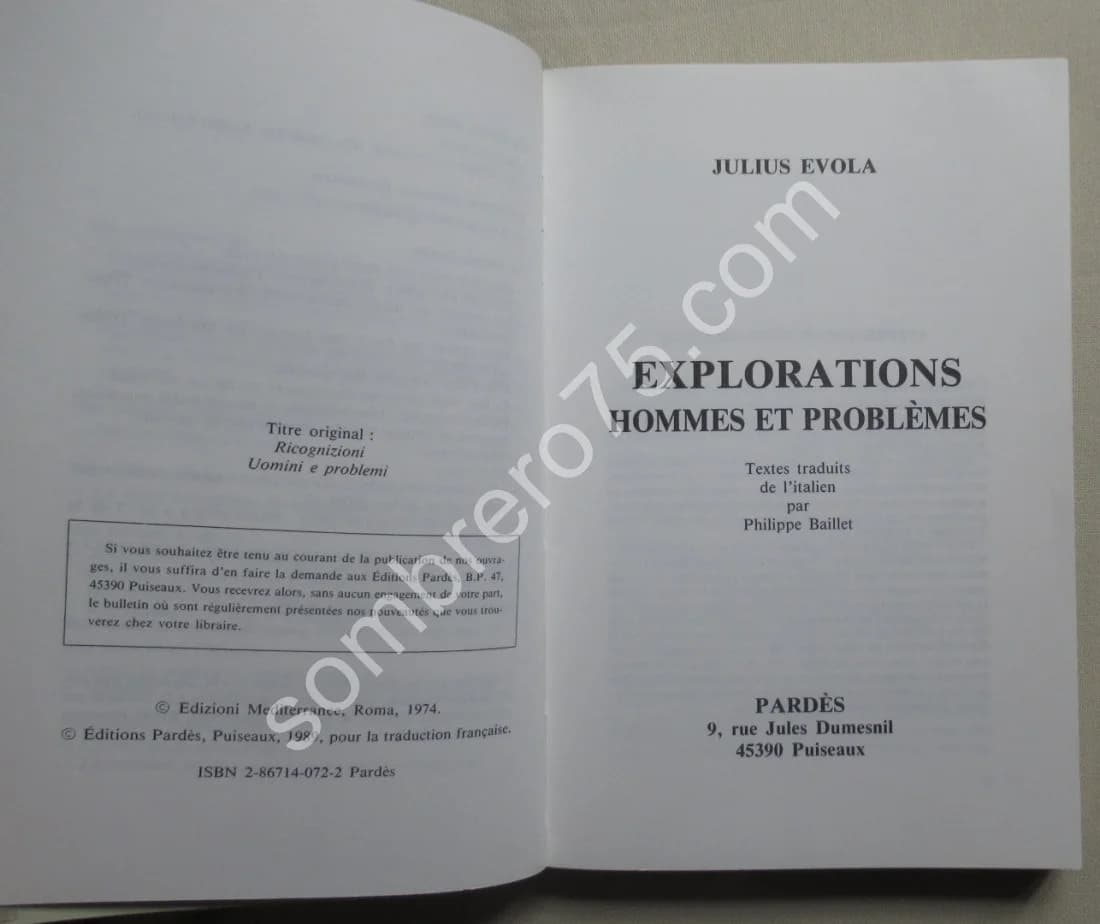 Titre original :
Ricognizioni
Uomini e problemi
Si vous souhaitez être tenu au courant de la publication de nos ouvra-
ges, il vous suffira d'en faire la demande aux Éditions Pardès, B.P. 47,
45390 Puiseaux. Vous recevrez alors, sans aucun engagement de votre part,
le bulletin où sont régulièrement présentées nos nouveautés que vous trou-
verez chez votre libraire.
© Edizioni Mediterranee, Roma, 1974.
© Éditions Pardès, Puiseaux, 1989, pour la traduction française.
ISBN 2-86714-072-2 Pardès
JULIUS EVOLA
EXPLORATIONS
HOMMES ET PROBLÈMES
Textes traduits
de l'italien
par
Philippe Baillet
PARDÈS
9, rue Jules Dumesnil
45390 Puiseaux
sombrero75.com